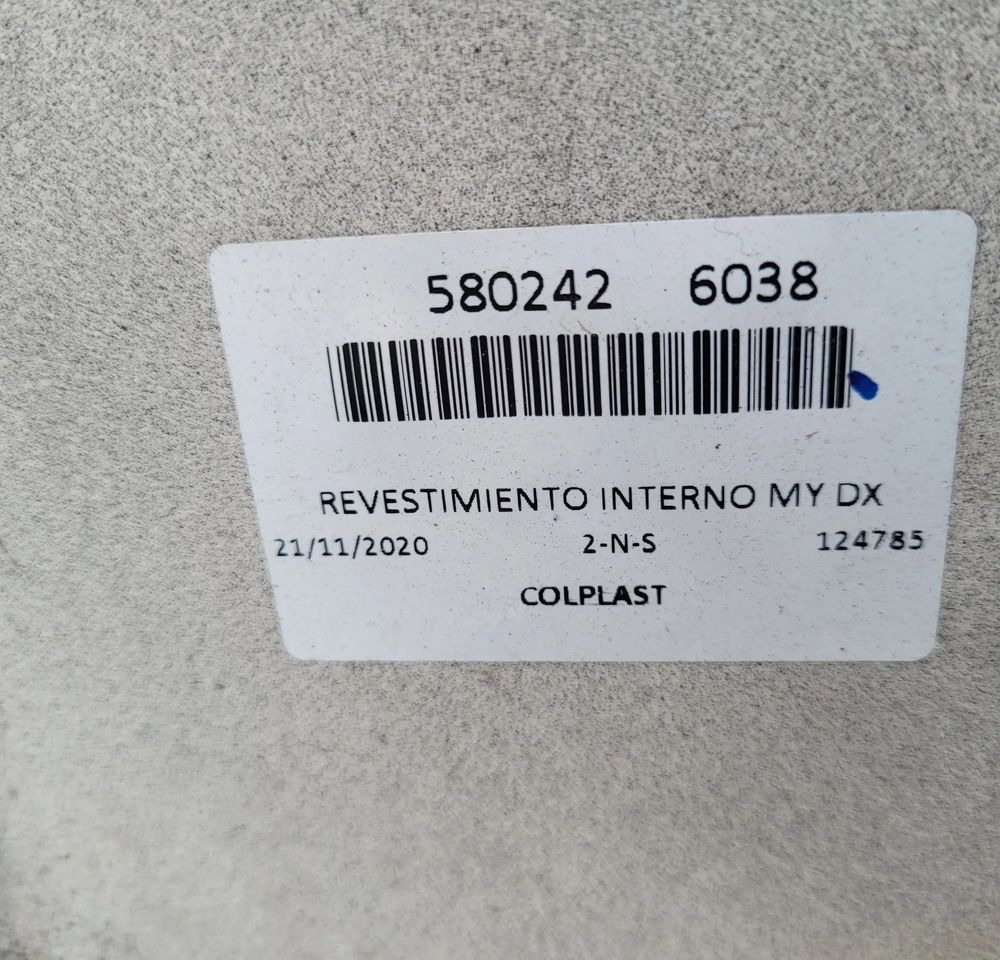 580242 6038
REVESTIMIENTO INTERNO MY DX
21/11/2020 2-N-S 124785
COLPLAST